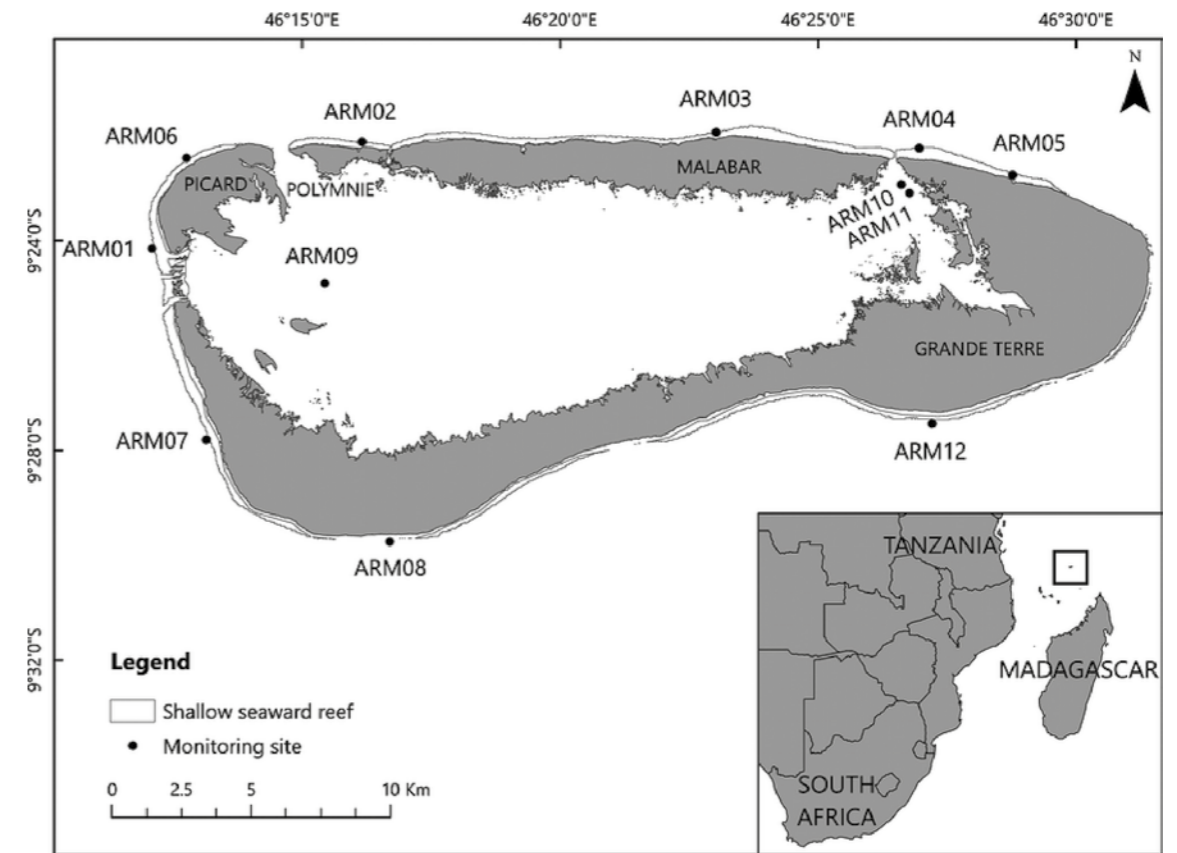 46°15'0"E
46°20'0"E
46°25'0"E
46°30'0"E
N
ARM03
ARM02
ARM04
ARM06
ARM05
MALABAR
PICARD
POLYMNIE
ARM10
ARM11
9°24'0"S
ARM01
ARM09
GRANDE TERRE
ARM07
9°28'0"S
ARM12
ARM08
TANZANIA
9°32'0"S
Legend
MADAGASCAR
Shallow seaward reef
Monitoring site
0 2.5 5 10 Km
SOUTH
AFRICA